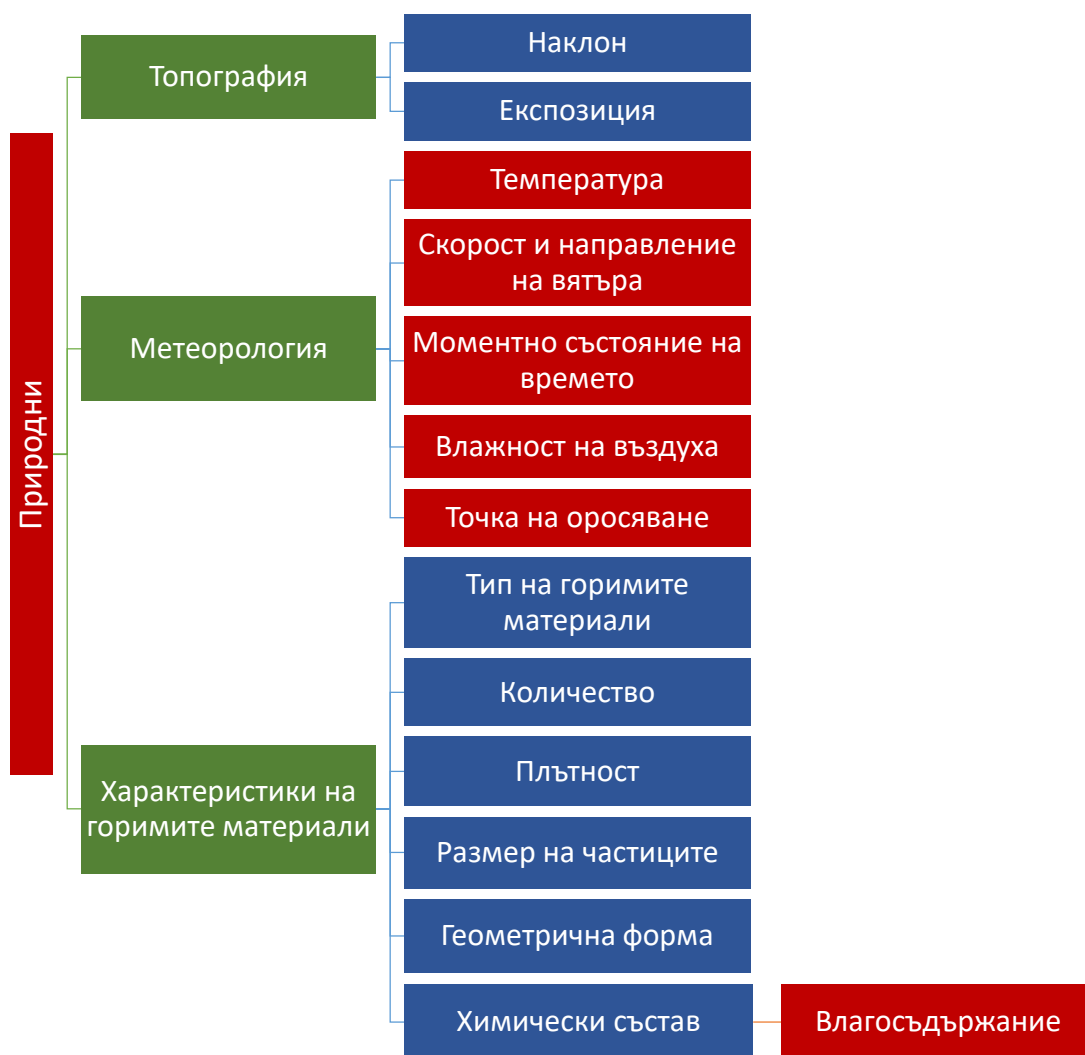 Природни
Топография
Наклон
Експозиция
Метеорология
Температура
Скорост и направление
на вятъра
Моментно състояние на
времето
Влажност на въздуха
Точка на оросяване
Характеристики на
горимите материали
Тип на горимите
материали
Количество
Плътност
Размер на частиците
Геометрична форма
Химически състав
Влагосъдържание